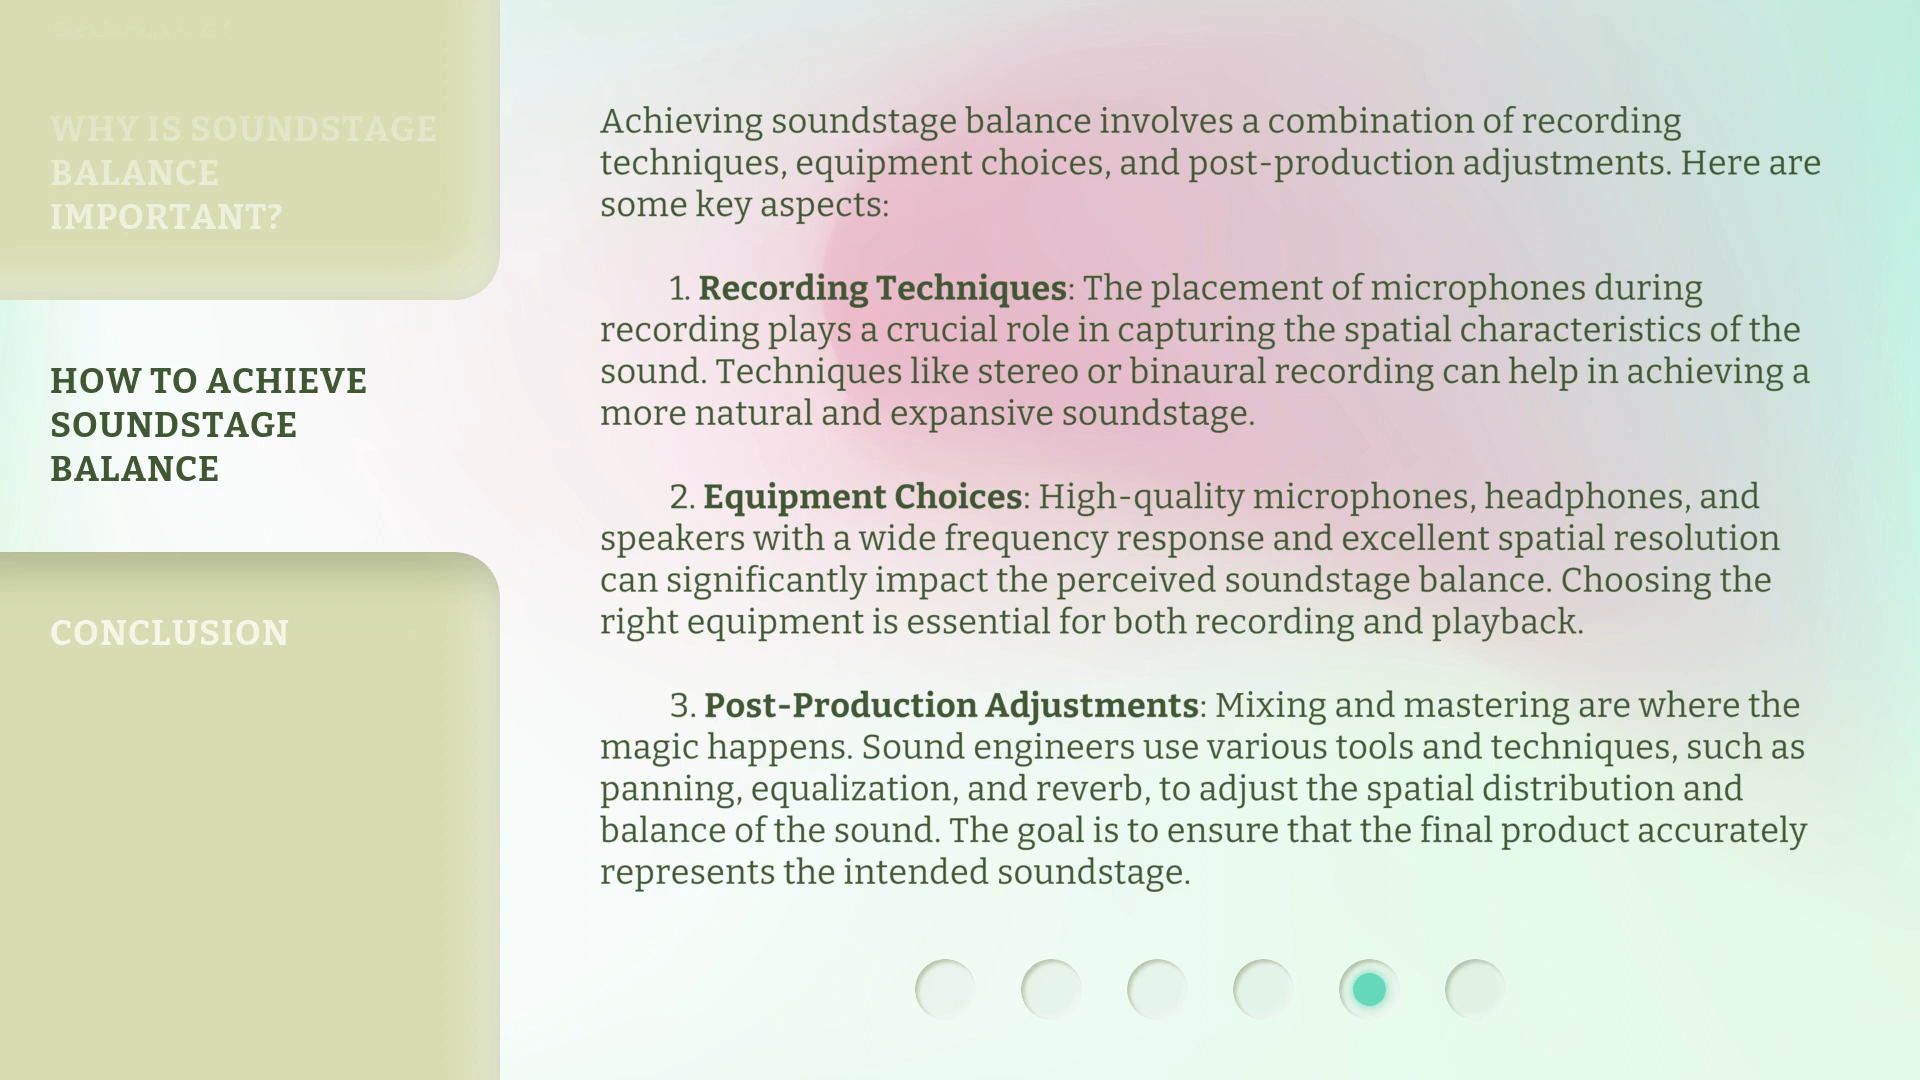 WHY IS SOUNDSTAGE
BALANCE
IMPORTANT?
HOW TO ACHIEVE
SOUNDSTAGE
BALANCE
CONCLUSION
Achieving soundstage balance involves a combination of recording
techniques, equipment choices, and post-production adjustments. Here are
some key aspects:
1. Recording Techniques: The placement of microphones during
recording plays a crucial role in capturing the spatial characteristics of the
sound. Techniques like stereo or binaural recording can help in achieving a
more natural and expansive soundstage.
2. Equipment Choices: High-quality microphones, headphones, and
speakers with a wide frequency response and excellent spatial resolution
can significantly impact the perceived soundstage balance. Choosing the
right equipment is essential for both recording and playback.
3. Post-Production Adjustments: Mixing and mastering are where the
magic happens. Sound engineers use various tools and techniques, such as
panning, equalization, and reverb, to adjust the spatial distribution and
balance of the sound. The goal is to ensure that the final product accurately
represents the intended soundstage.